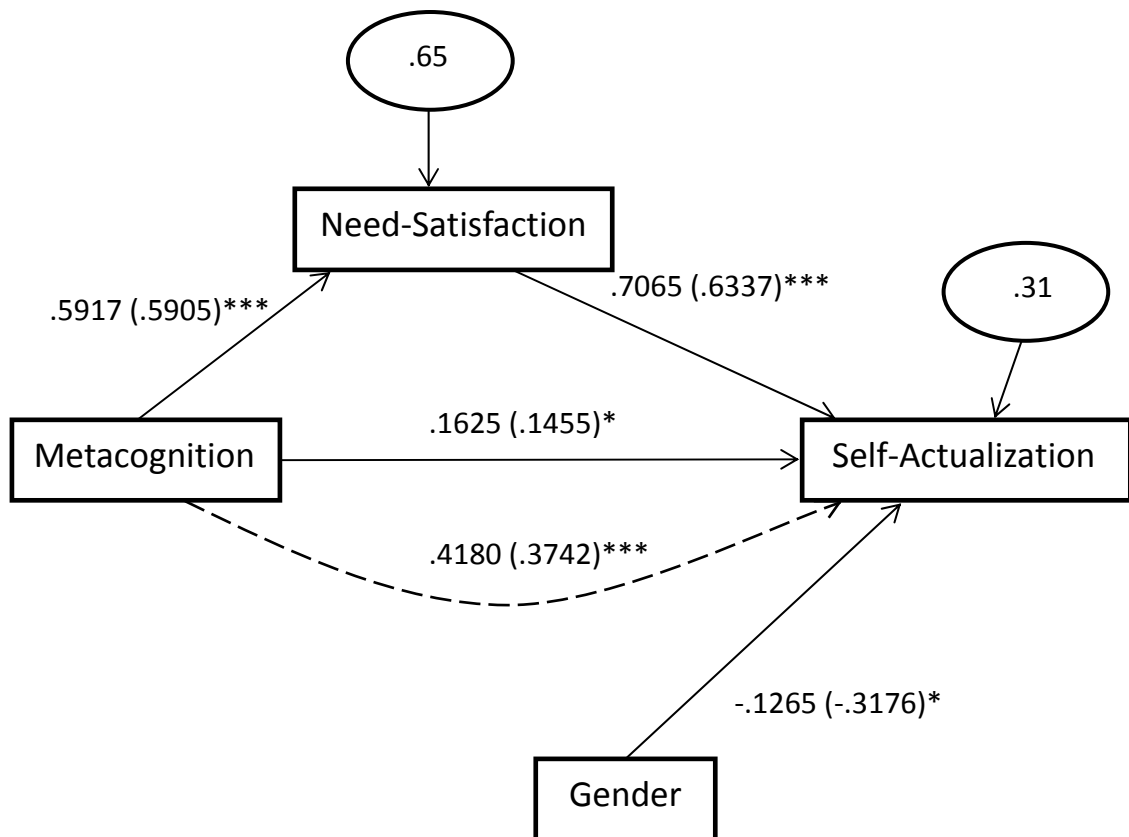 .65
Need-Satisfaction
.7065 (.6337)***
.31
.5917 (.5905)***
.1625 (.1455)*
Metacognition
Self-Actualization
.4180 (.3742)***
-.1265 (-.3176)*
Gender